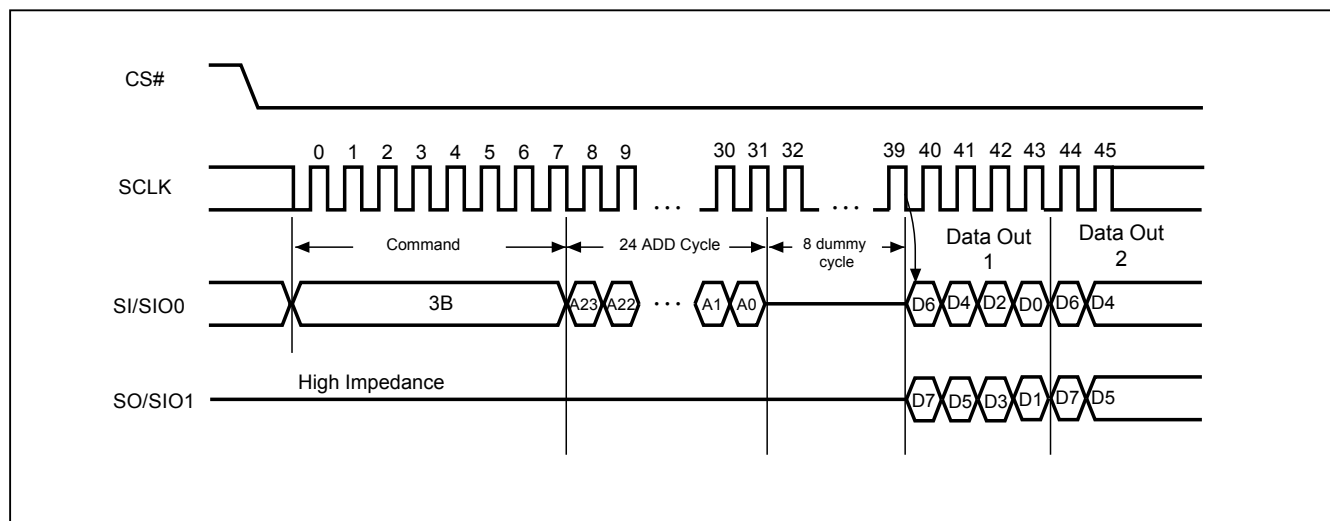 CS#
0 1 2 3 4 5 6 7 8 9 30 31 32 39 40 41 42 43 44 45
SCLK
... ...
Command 24 ADD Cycle 8 dummy cycle Data Out 1 Data Out 2
SI/SIO0 3B A23 A22 ... A1 A0 D6 D4 D2 D0 D6 D4
High Impedance
SO/SIO1 D7 D5 D3 D1 D7 D5